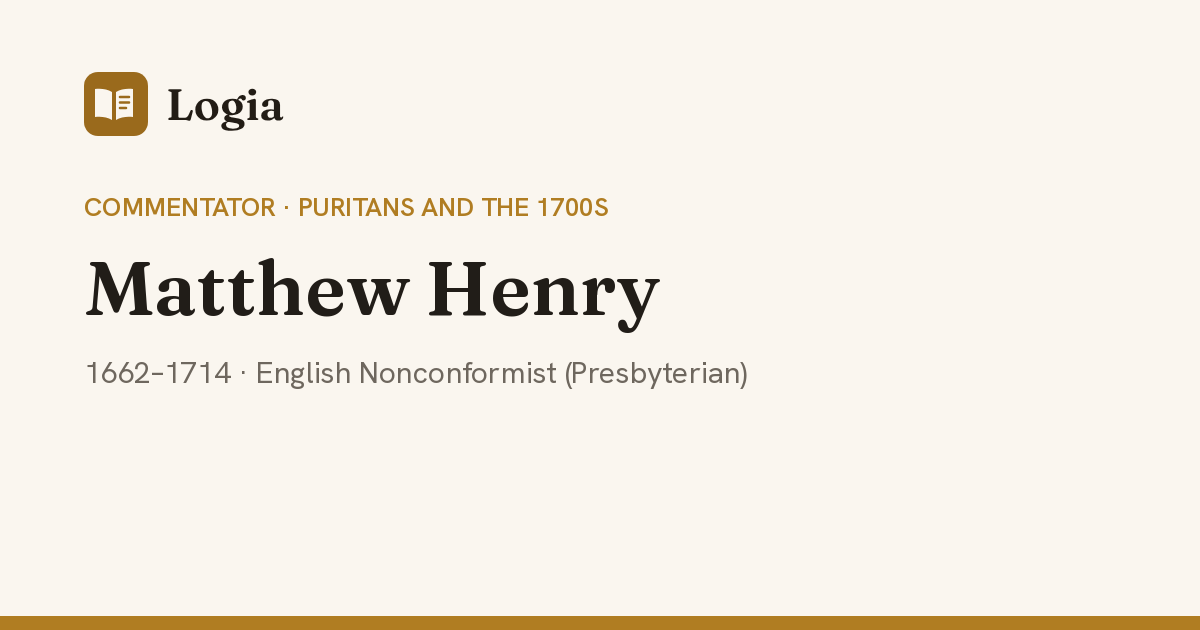 Logia
COMMENTATOR · PURITANS AND THE 1700S
Matthew Henry
1662–1714 · English Nonconformist (Presbyterian)